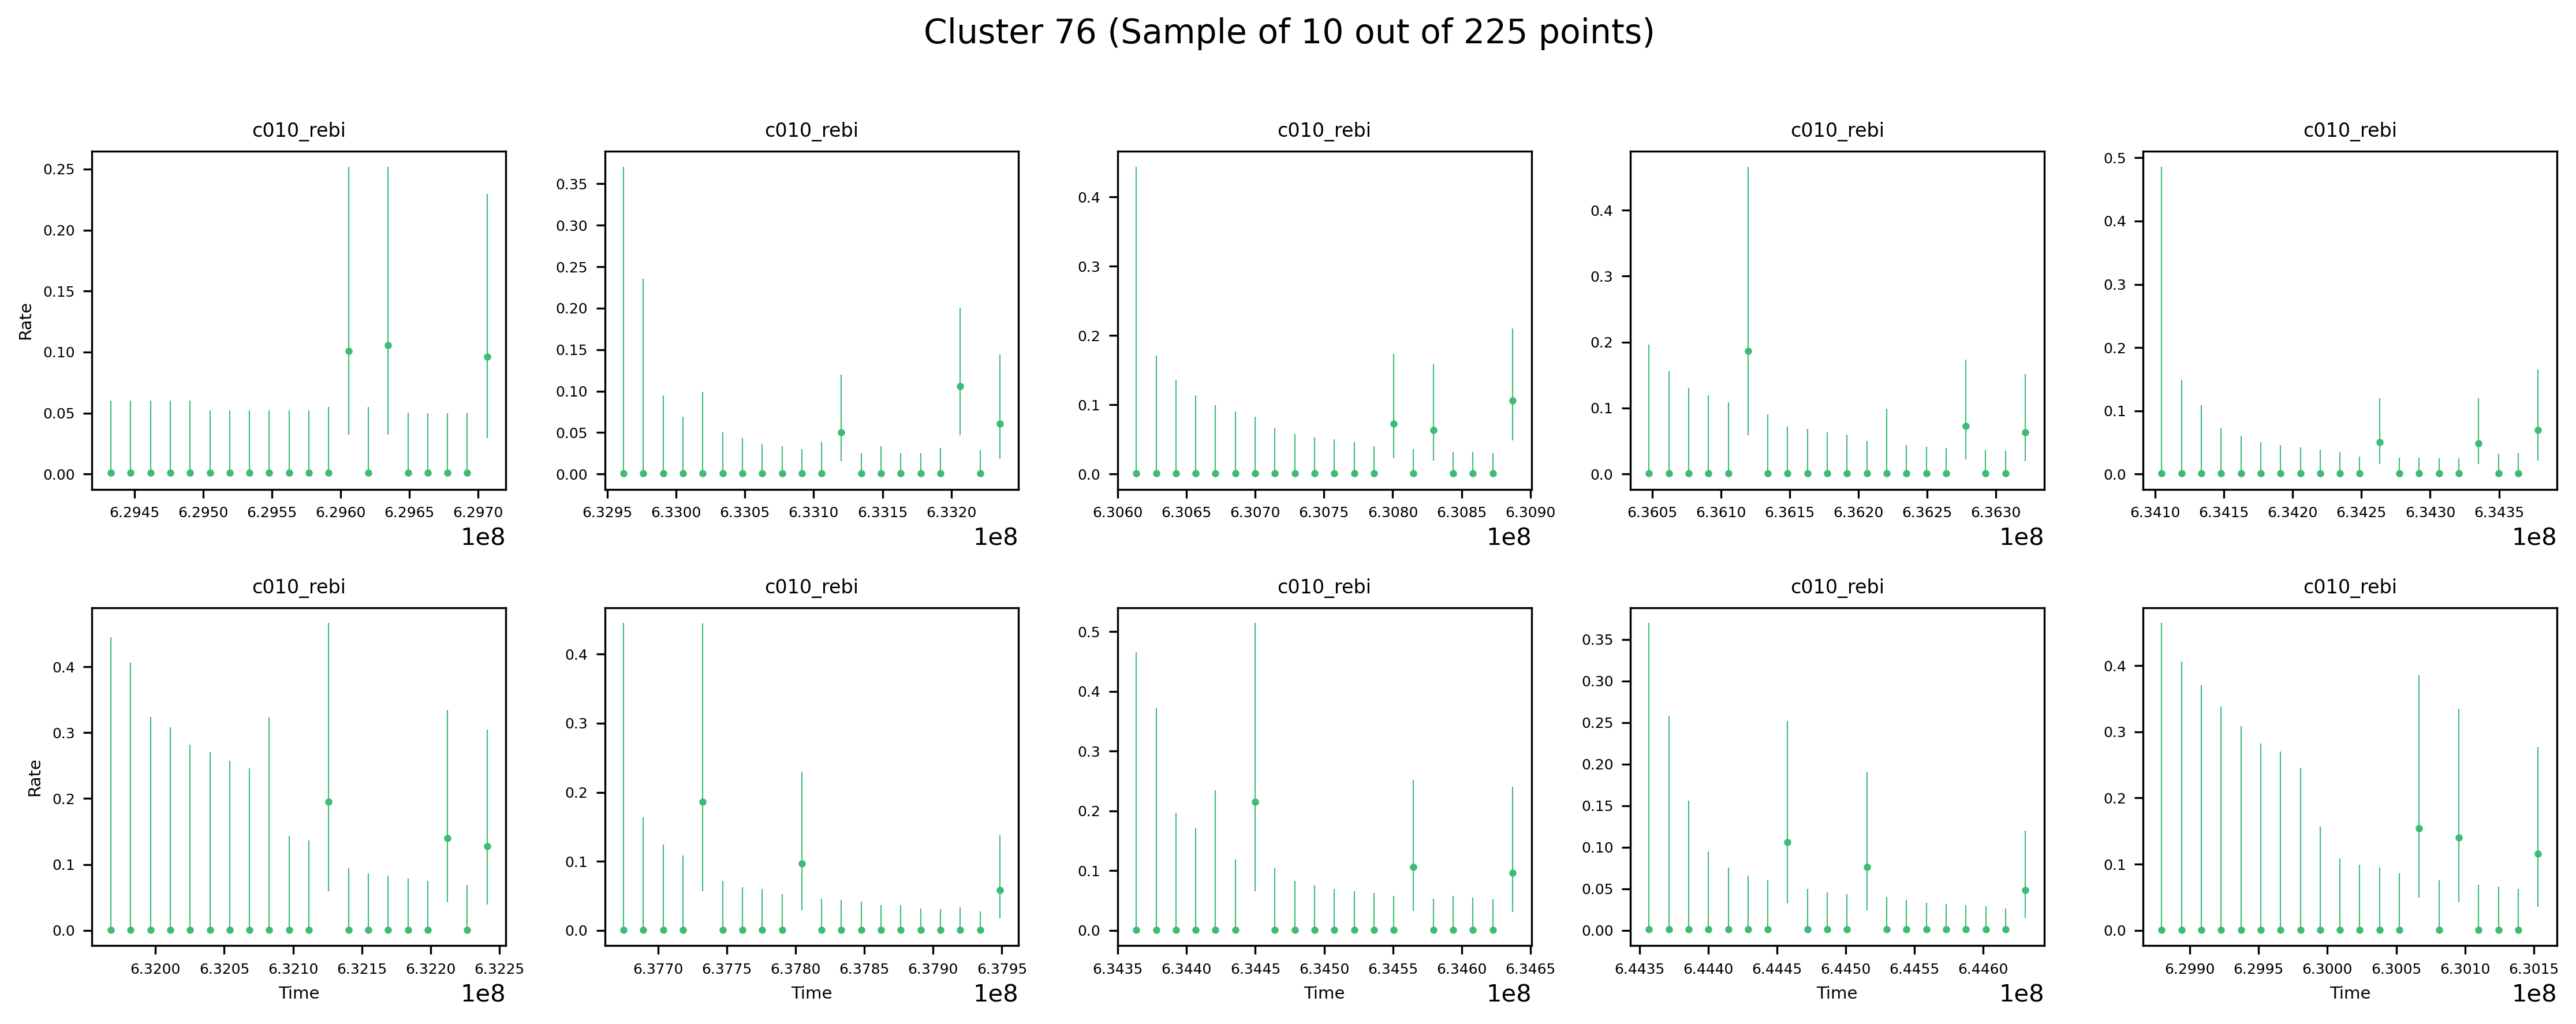 Cluster 76 (Sample of 10 out of 225 points)
c010_rebi c010_rebi c010_rebi c010_rebi c010_rebi
Rate
0.25
0.20
0.15
0.10
0.05
0.00
6.2945 6.2950 6.2955 6.2960 6.2965 6.2970
1e8
0.35
0.30
0.25
0.20
0.15
0.10
0.05
0.00
6.3295 6.3300 6.3305 6.3310 6.3315 6.3320
1e8
0.4
0.3
0.2
0.1
0.0
6.3060 6.3065 6.3070 6.3075 6.3080 6.3085 6.3090
1e8
0.4
0.3
0.2
0.1
0.0
6.3605 6.3610 6.3615 6.3620 6.3625 6.3630
1e8
0.5
0.4
0.3
0.2
0.1
0.0
6.3410 6.3415 6.3420 6.3425 6.3430 6.3435
1e8
c010_rebi c010_rebi c010_rebi c010_rebi c010_rebi
Rate
0.4
0.3
0.2
0.1
0.0
6.3200 6.3205 6.3210 6.3215 6.3220 6.3225
Time 1e8
0.4
0.3
0.2
0.1
0.0
6.3770 6.3775 6.3780 6.3785 6.3790 6.3795
Time 1e8
0.5
0.4
0.3
0.2
0.1
0.0
6.3435 6.3440 6.3445 6.3450 6.3455 6.3460 6.3465
Time 1e8
0.35
0.30
0.25
0.20
0.15
0.10
0.05
0.00
6.4435 6.4440 6.4445 6.4450 6.4455 6.4460
Time 1e8
0.4
0.3
0.2
0.1
0.0
6.2990 6.2995 6.3000 6.3005 6.3010 6.3015
Time 1e8